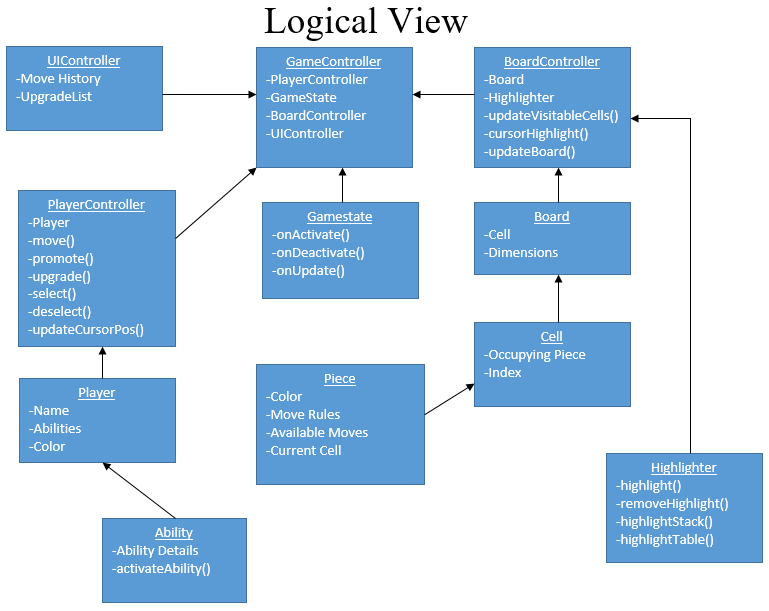 Logical View
UIController
-Move History
-UpgradeList
GameController
-PlayerController
-GameState
-BoardController
-UIController
BoardController
-Board
-Highlighter
-updateVisitableCells()
-cursorHighlight()
-updateBoard()
PlayerController
-Player
-move()
-promote()
-upgrade()
-select()
-deselect()
-updateCursorPos()
Gamestate
-onActivate()
-onDeactivate()
-onUpdate()
Board
-Cell
-Dimensions
Cell
-Occupying Piece
-Index
Piece
-Color
-Move Rules
-Available Moves
-Current Cell
Player
-Name
-Abilities
-Color
Highlighter
-highlight()
-removeHighlight()
-highlightStack()
-highlightTable()
Ability
-Ability Details
-activateAbility()